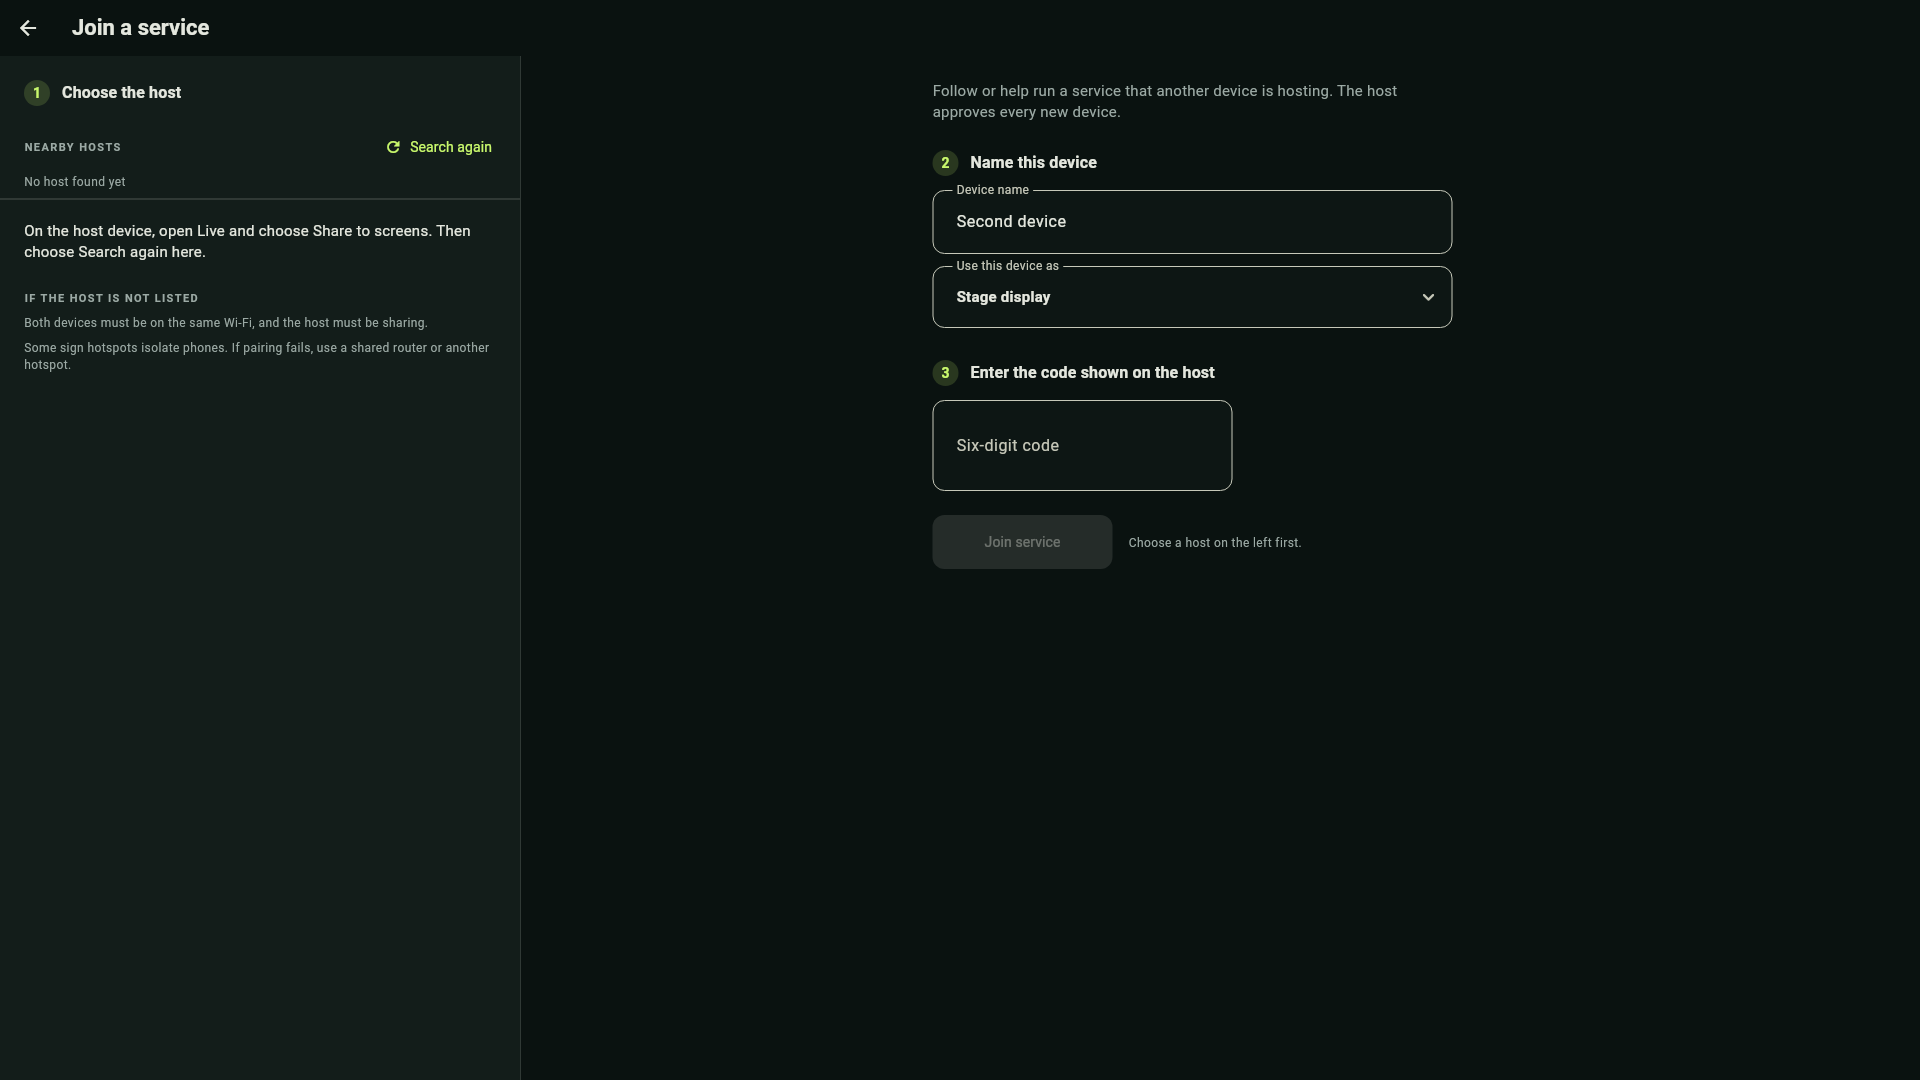 Join a service
1 Choose the host
NEARBY HOSTS
Search again
No host found yet
On the host device, open Live and choose Share to screens. Then
choose Search again here.
IF THE HOST IS NOT LISTED
Both devices must be on the same Wi-Fi, and the host must be sharing.
Some sign hotspots isolate phones. If pairing fails, use a shared router or another
hotspot.
Follow or help run a service that another device is hosting. The host
approves every new device.
2 Name this device
Device name
Second device
Use this device as
Stage display
3 Enter the code shown on the host
Six-digit code
Join service
Choose a host on the left first.